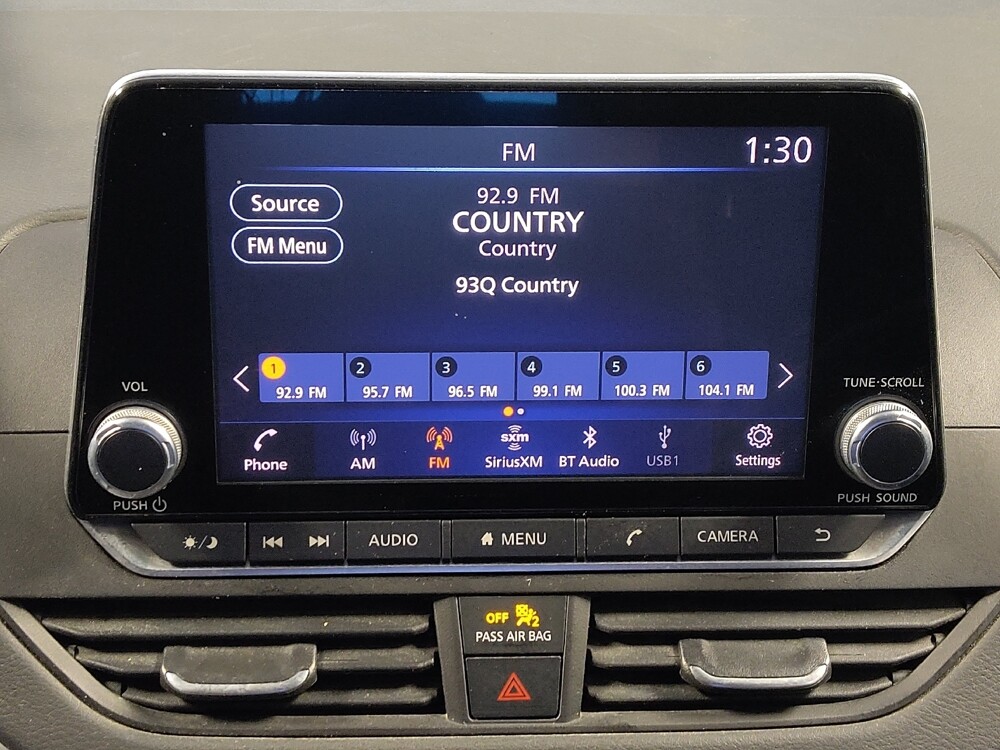 FM
1:30
Source
92.9 FM
COUNTRY
FM Menu
Country
93Q Country
1 2 3 4 5 6
92.9 FM 95.7 FM 96.5 FM 99.1 FM 100.3 FM 104.1 FM
VOL
TUNE·SCROLL
A
sxm
Phone AM FM SiriusXM BT Audio USB1 Settings
PUSH
PUSH SOUND
AUDIO MENU CAMERA
OFF 2
PASS AIR BAG